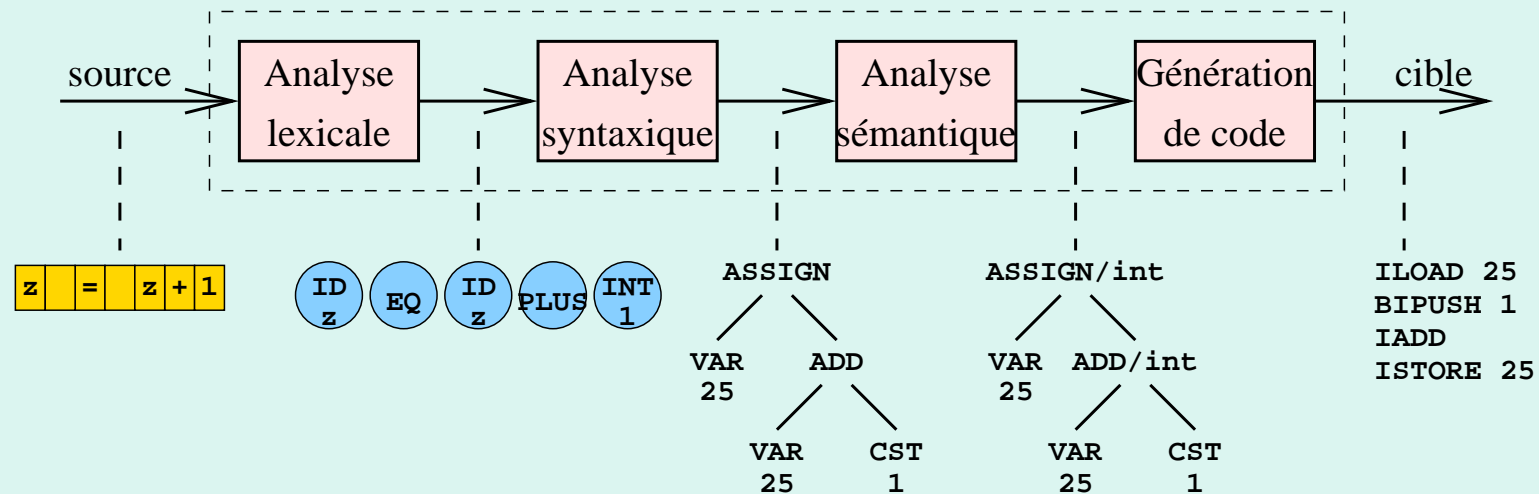 source
Analyse
lexicale
Analyse
syntaxique
Analyse
sémantique
Génération
de code
cible
z = z + 1
ID
z
EQ
ID
z
PLUS
INT
1
ASSIGN
VAR
25
ADD
VAR
25
CST
1
ASSIGN/int
VAR
25
ADD/int
VAR
25
CST
1
ILOAD 25
BIPUSH 1
IADD
ISTORE 25